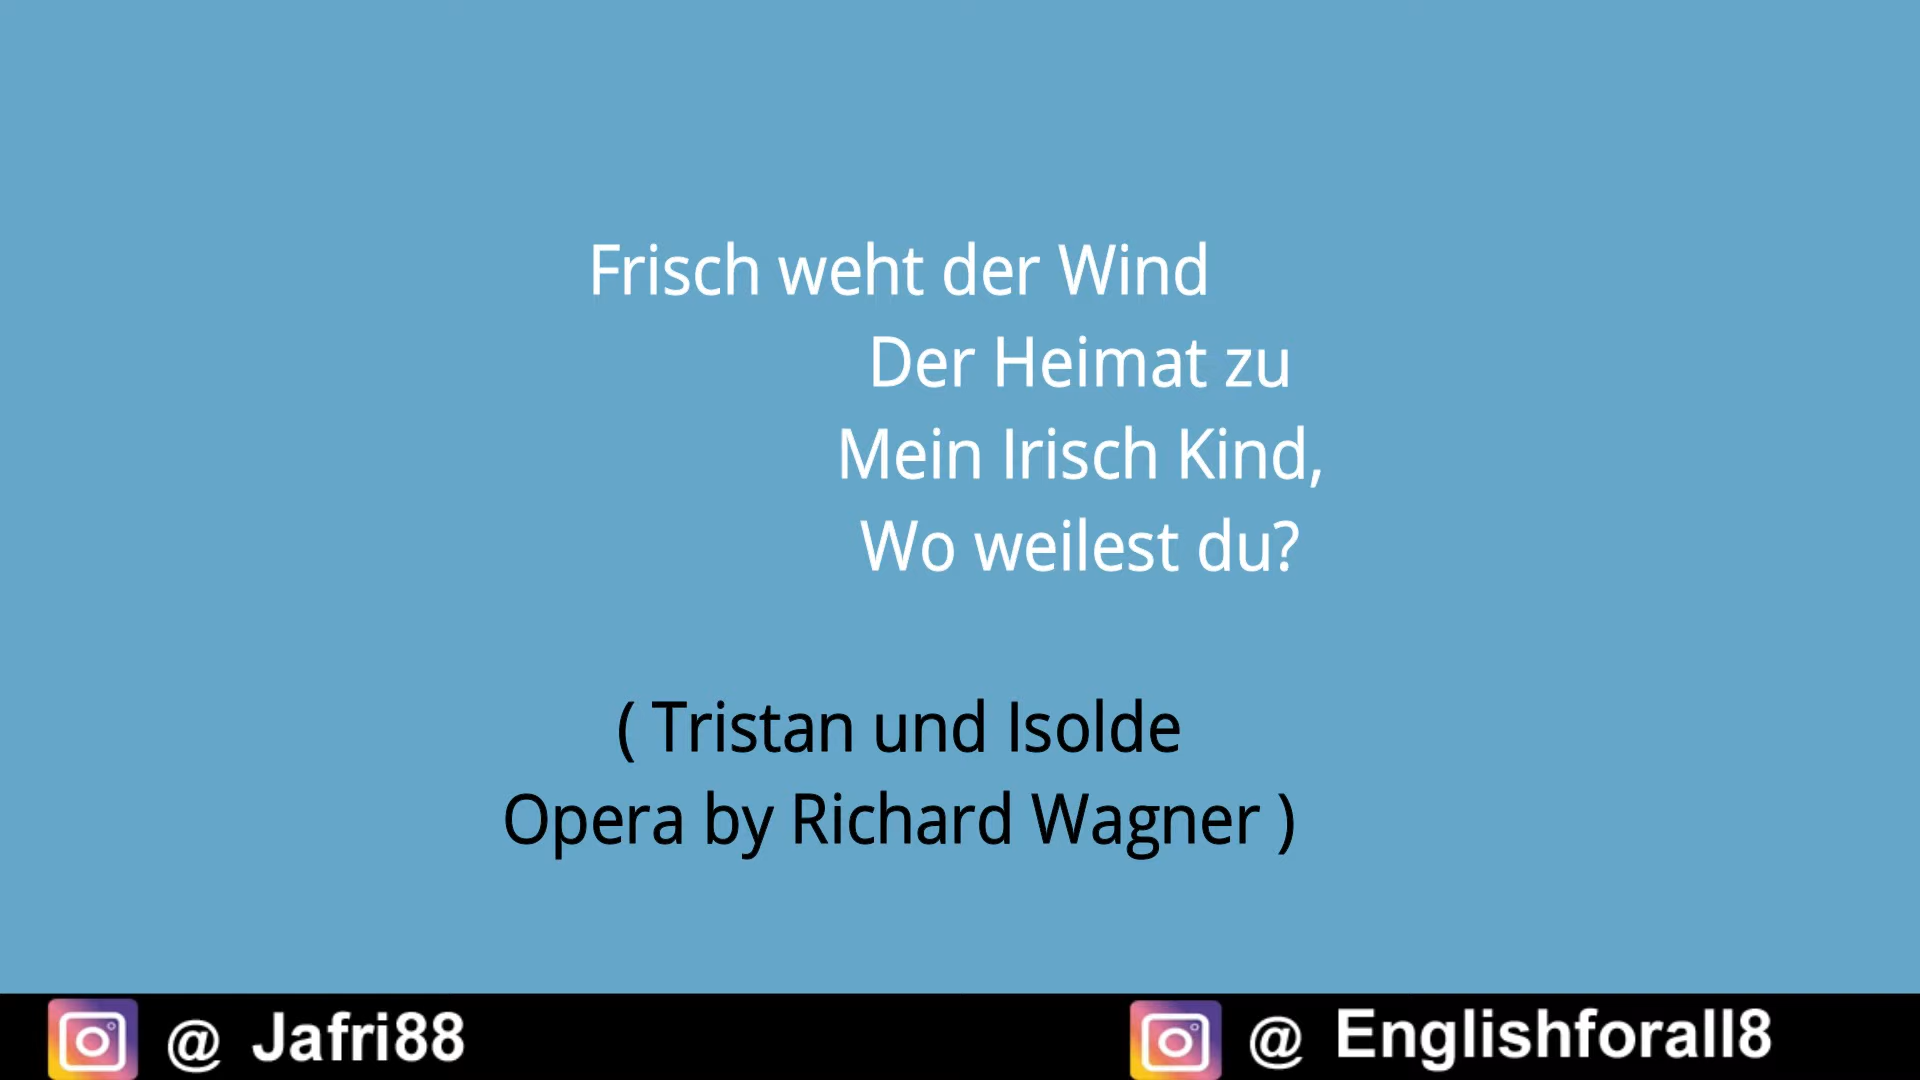 Frisch weht der Wind
Der Heimat zu
Mein Irisch Kind,
Wo weilest du?
( Tristan und Isolde
Opera by Richard Wagner )
@ Jafri88
@ Englishforall8